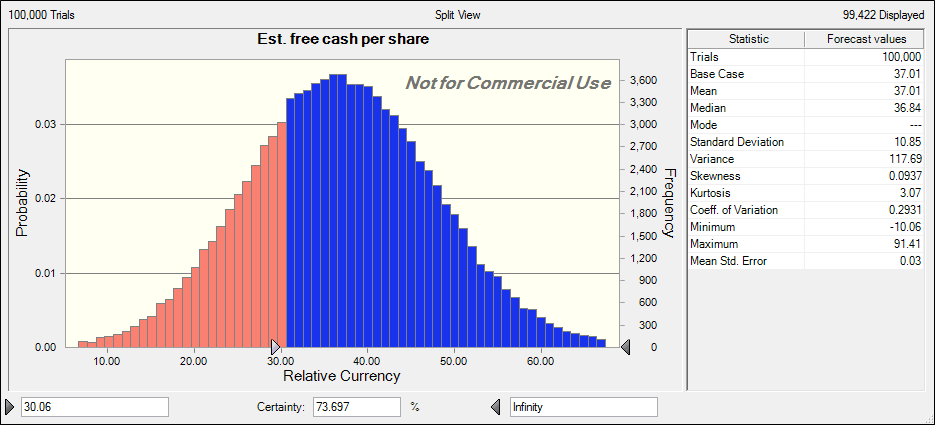 100,000 Trials
Split View
99,422 Displayed
Est. free cash per share
Not for Commercial Use
Probability
0.03
0.02
0.01
0.00
3,600
3,300
3,000
2,700
2,400
2,100
1,800
1,500
1,200
900
600
300
0
Frequency
10.00 20.00 30.00 40.00 50.00 60.00
Relative Currency
Statistic Forecast values
Trials 100,000
Base Case 37.01
Mean 37.01
Median 36.84
Mode ---
Standard Deviation 10.85
Variance 117.69
Skewness 0.0937
Kurtosis 3.07
Coeff. of Variation 0.2931
Minimum -10.06
Maximum 91.41
Mean Std. Error 0.03
30.06 Certainty: 73.697 % Infinity